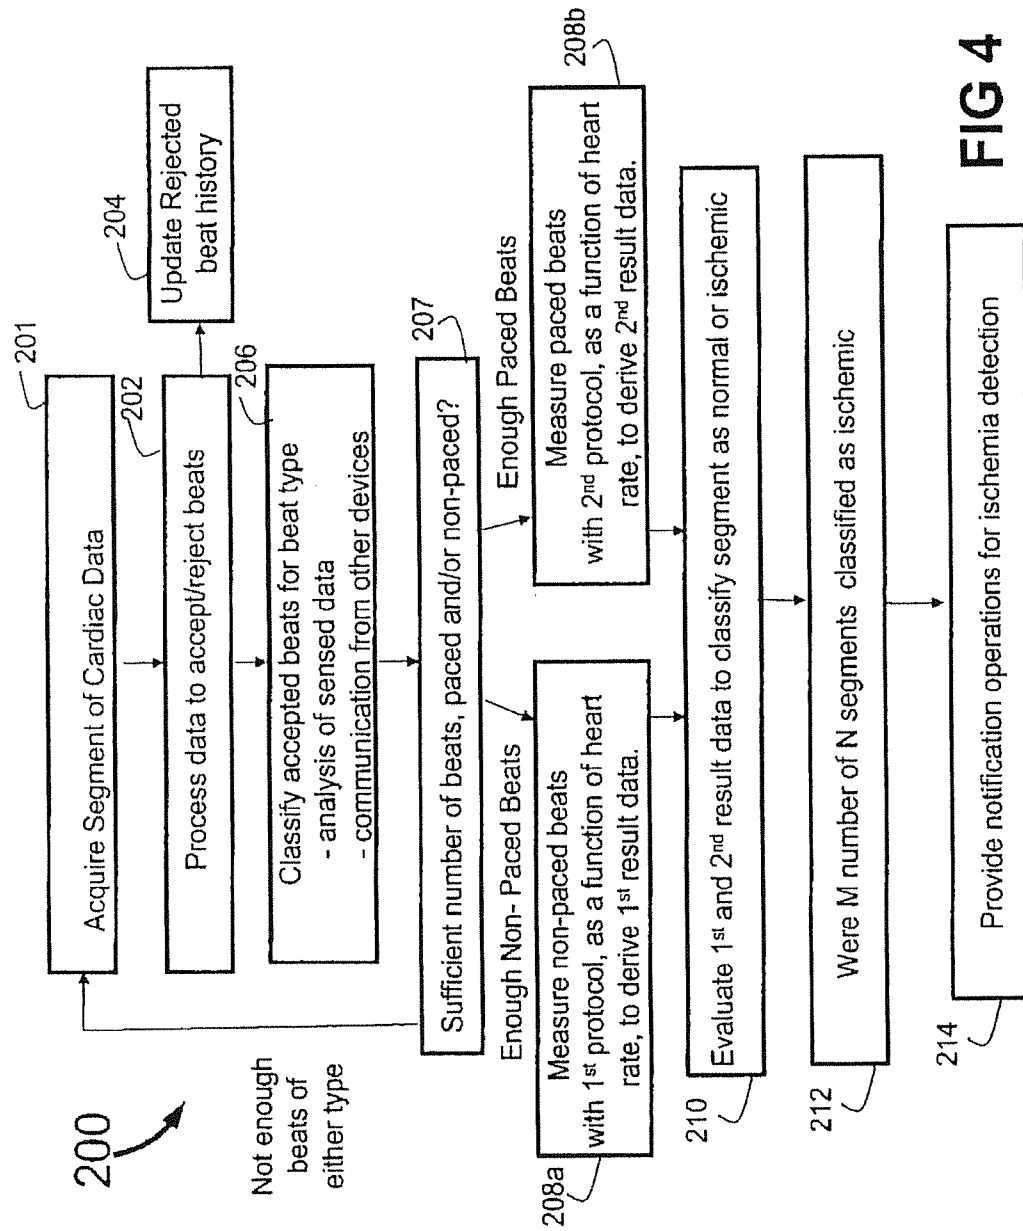 200
Acquire Segment of Cardiac Data
201
Process data to accept/reject beats
202
Update Rejected
beat history
204
Classify accepted beats for beat type
- analysis of sensed data
- communication from other devices
206
Not enough
beats of
either type
Sufficient number of beats, paced and/or non-paced?
207
Enough Non- Paced Beats
Enough Paced Beats
Measure non-paced beats
with 1st protocol, as a function of heart
rate, to derive 1st result data.
208a
Measure paced beats
with 2nd protocol, as a function of heart
rate, to derive 2nd result data.
208b
Evaluate 1st and 2nd result data to classify segment as normal or ischemic
210
Were M number of N segments classified as ischemic
212
Provide notification operations for ischemia detection
214
FIG 4